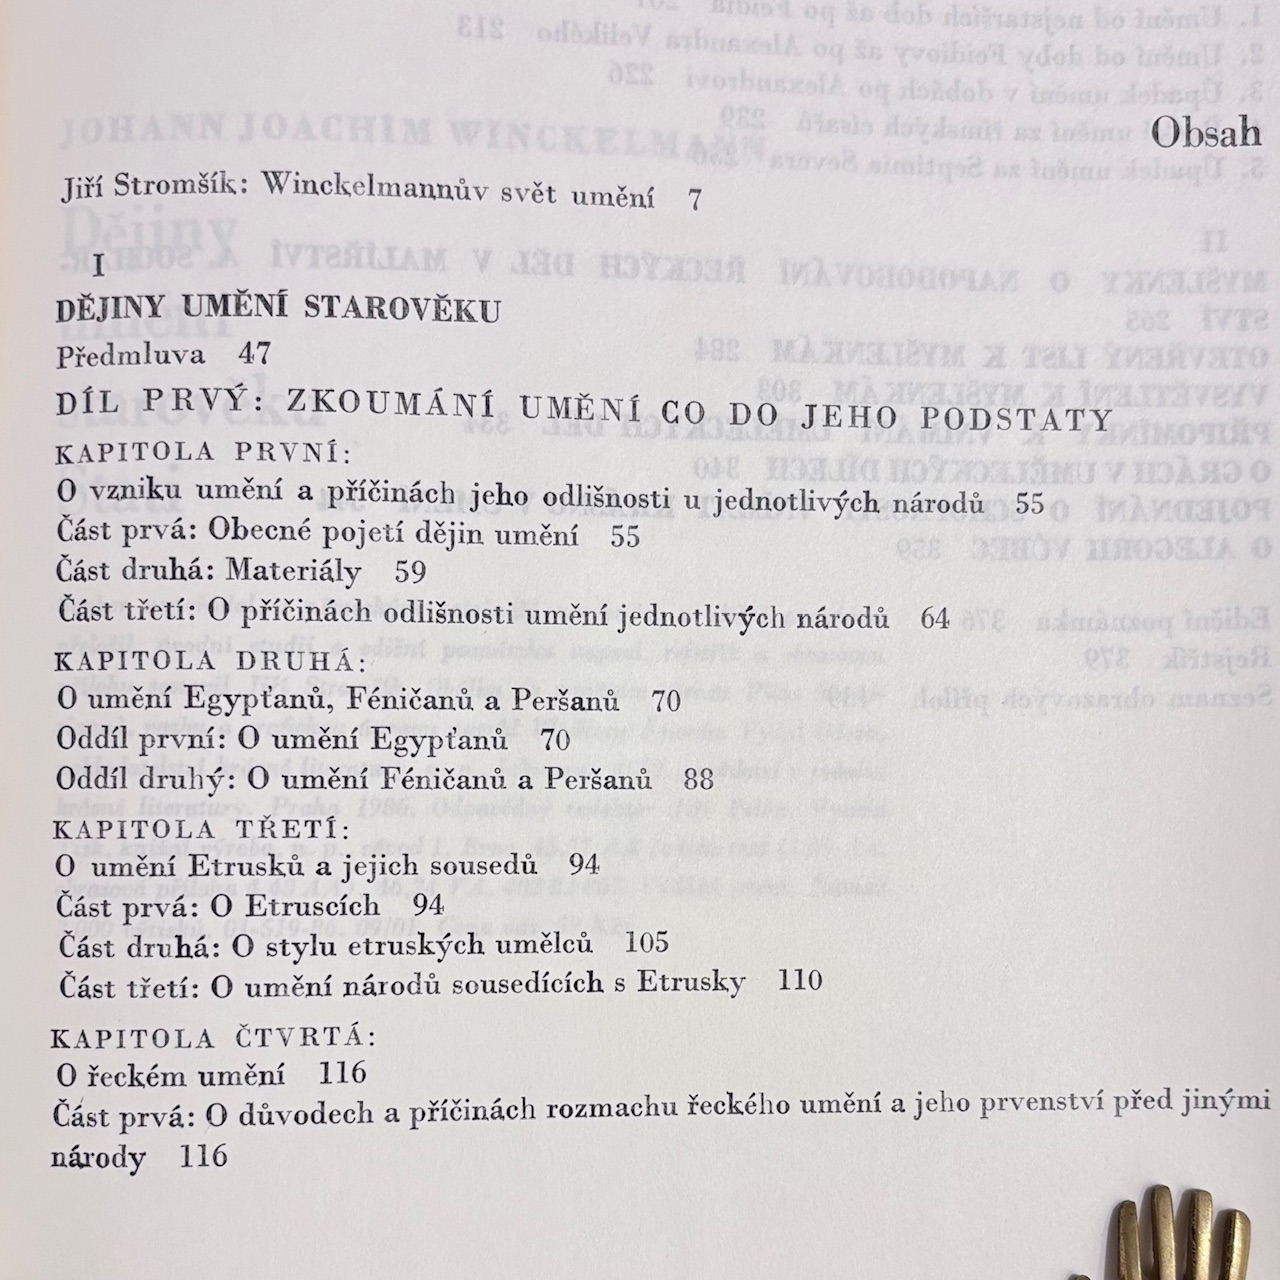 Obsah
Jiří Stromšík: Winckelmannův svět umění 7
I
DĚJINY UMĚNÍ STAROVĚKU
Předmluva 47
DÍL PRVÝ: ZKOUMÁNÍ UMĚNÍ CO DO JEHO PODSTATY
KAPITOLA PRVNÍ:
O vzniku umění a příčinách jeho odlišnosti u jednotlivých národů 55
Část prvá: Obecné pojetí dějin umění 55
Část druhá: Materiály 59
Část třetí: O příčinách odlišnosti umění jednotlivých národů 64
KAPITOLA DRUHÁ:
O umění Egypťanů, Féničanů a Peršanů 70
Oddíl první: O umění Egypťanů 70
Oddíl druhý: O umění Féničanů a Peršanů 88
KAPITOLA TŘETÍ:
O umění Etrusků a jejich sousedů 94
Část prvá: O Etruscích 94
Část druhá: O stylu etruských umělců 105
Část třetí: O umění národů sousedících s Etrusky 110
KAPITOLA ČTVRTÁ:
O řeckém umění 116
Část prvá: O důvodech a příčinách rozmachu řeckého umění a jeho prvenství před jinými
národy 116